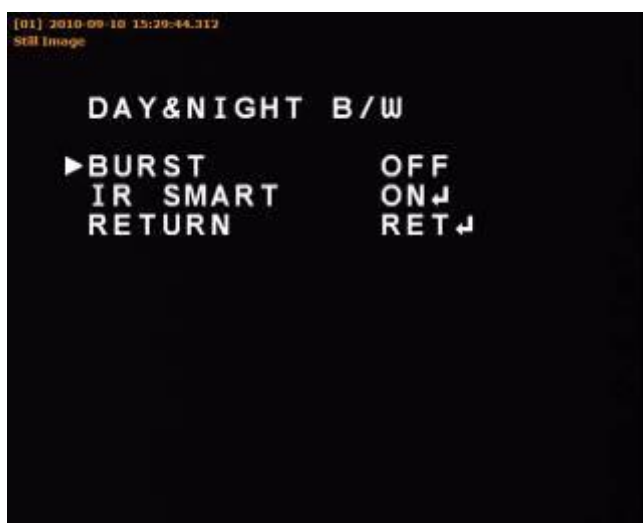 [01] 2010-09-10 15:29:44.312
Still Image
DAY&NIGHT B/W
►BURST OFF
IR SMART ON↵
RETURN RET↵